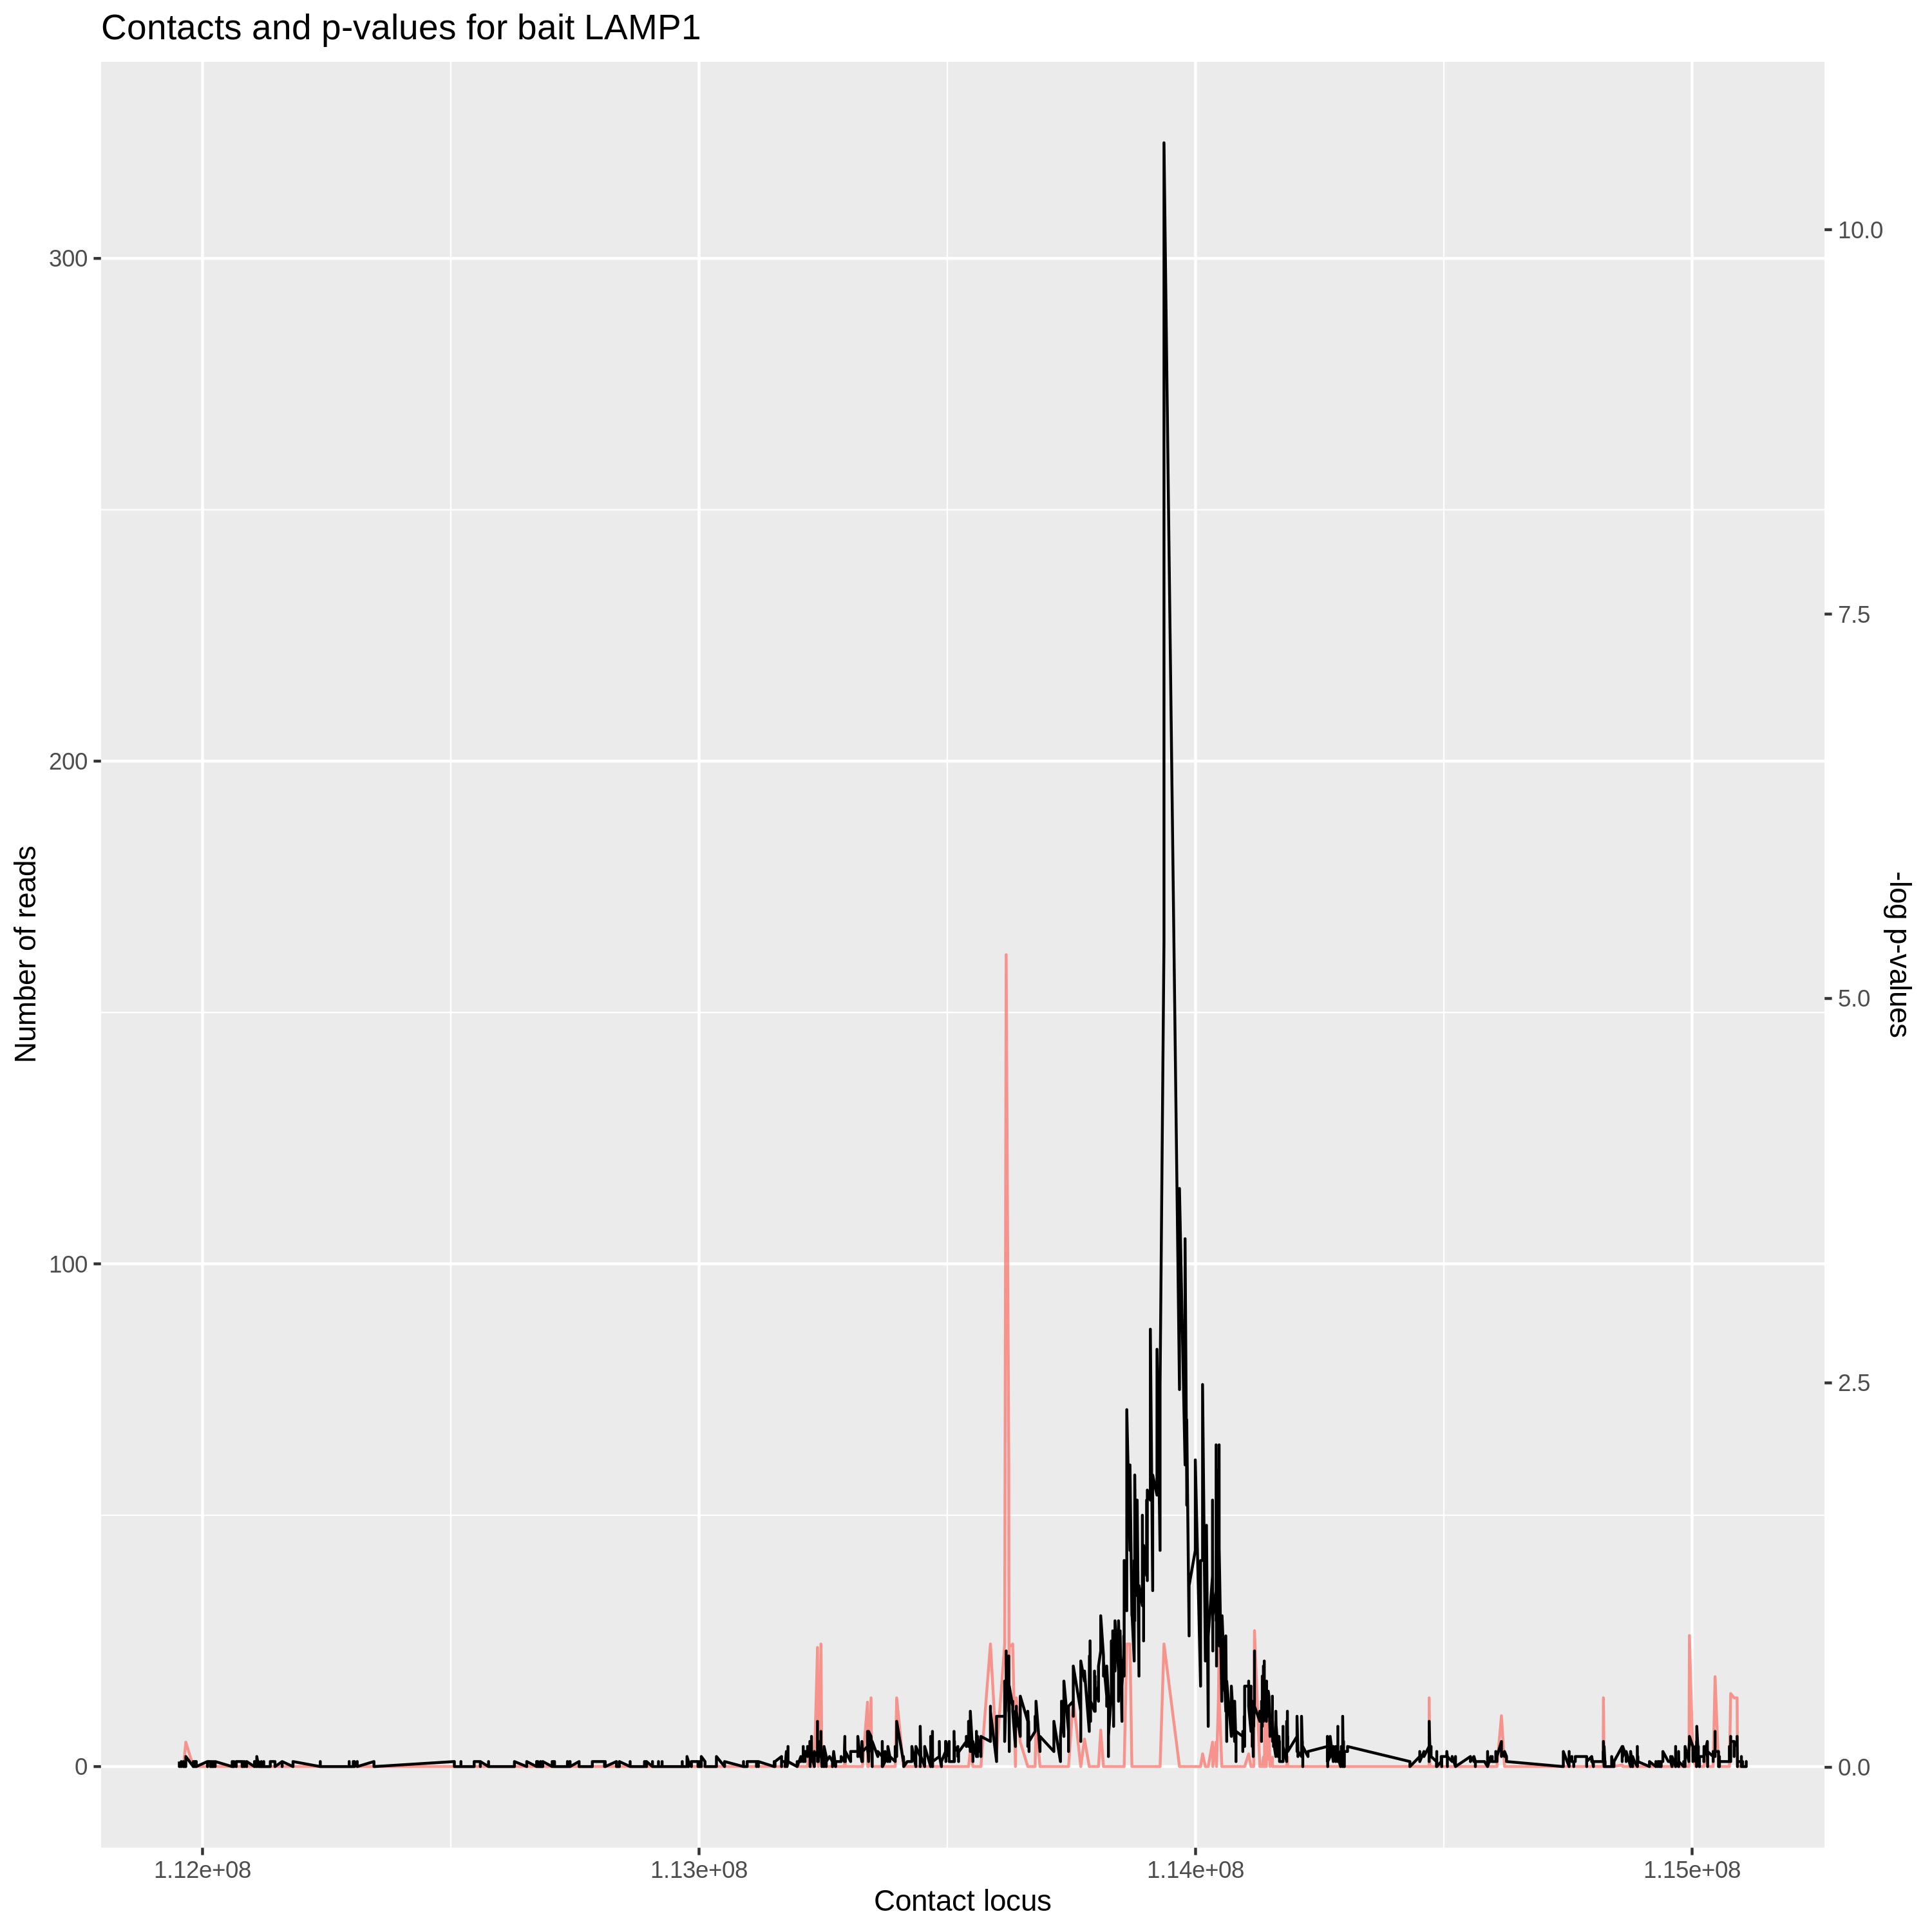 Contacts and p-values for bait LAMP1
300
200
100
0
Number of reads
10.0
7.5
5.0
2.5
0.0
-log p-values
1.12e+08 1.13e+08 1.14e+08 1.15e+08
Contact locus